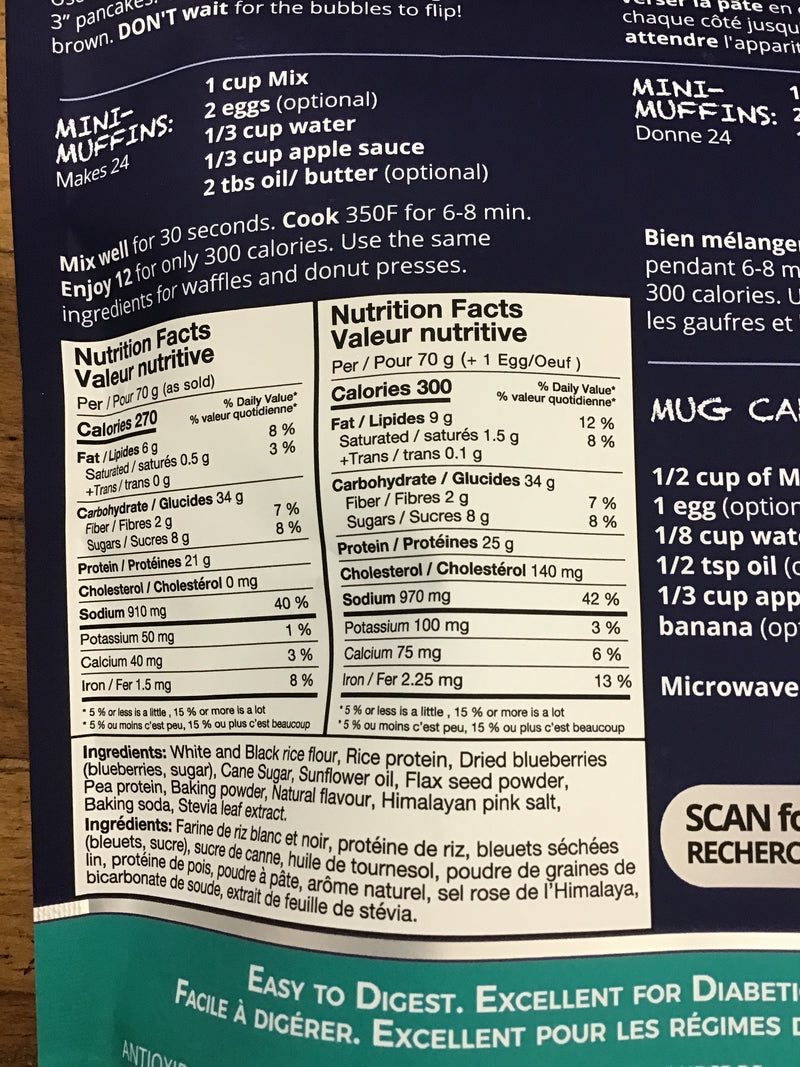 3" pancakes
brown. DON'T wait for the bubbles to flip!
MINI-
MUFFINS:
Makes 24
1 cup Mix
2 eggs (optional)
1/3 cup water
1/3 cup apple sauce
2 tbs oil/ butter (optional)
Mix well for 30 seconds. Cook 350F for 6-8 min.
Enjoy 12 for only 300 calories. Use the same
ingredients for waffles and donut presses.
la pâte en
chaque côté jusqu
attendre l'apparit
MINI-
MUFFINS:
Donne 24
Bien mélanger
pendant 6-8 m
300 calories. U
les gaufres et
MUG CA
1/2 cup of M
1 egg (option
1/8 cup wat
1/2 tsp oil (o
1/3 cup app
banana (op
Microwave
Nutrition Facts
Valeur nutritive
Per / Pour 70 g (as sold)
Calories 270
% Daily Value*
% valeur quotidienne*
Fat / Lipides 6 g 8 %
Saturated / saturés 0.5 g 3 %
+Trans / trans 0 g
Carbohydrate / Glucides 34 g
Fiber / Fibres 2 g 7 %
Sugars / Sucres 8 g 8 %
Protein / Protéines 21 g
Cholesterol / Cholestérol 0 mg
Sodium 910 mg 40 %
Potassium 50 mg 1 %
Calcium 40 mg 3 %
Iron / Fer 1.5 mg 8 %
* 5 % or less is a little , 15 % or more is a lot
* 5 % ou moins c'est peu, 15 % ou plus c'est beaucoup
Nutrition Facts
Valeur nutritive
Per / Pour 70 g (+ 1 Egg/Oeuf )
Calories 300
% Daily Value*
% valeur quotidienne*
Fat / Lipides 9 g 12 %
Saturated / saturés 1.5 g 8 %
+Trans / trans 0.1 g
Carbohydrate / Glucides 34 g
Fiber / Fibres 2 g 7 %
Sugars / Sucres 8 g 8 %
Protein / Protéines 25 g
Cholesterol / Cholestérol 140 mg
Sodium 970 mg 42 %
Potassium 100 mg 3 %
Calcium 75 mg 6 %
Iron / Fer 2.25 mg 13 %
*5 % or less is a little , 15 % or more is a lot
*5 % ou moins c'est peu, 15 % ou plus c'est beaucoup
Ingredients: White and Black rice flour, Rice protein, Dried blueberries
(blueberries, sugar), Cane Sugar, Sunflower oil, Flax seed powder,
Pea protein, Baking powder, Natural flavour, Himalayan pink salt,
Baking soda, Stevia leaf extract.
Ingrédients: Farine de riz blanc et noir, protéine de riz, bleuets séchées
(bleuets, sucre), sucre de canne, huile de tournesol, poudre de graines de
lin, protéine de pois, poudre à pâte, arôme naturel, sel rose de l'Himalaya,
bicarbonate de soude, extrait de feuille de stévia.
SCAN fo
RECHERC
EASY TO DIGEST. EXCELLENT FOR DIABETI
FACILE À DIGÉRER. EXCELLENT POUR LES RÉGIMES D
ANTIOXI